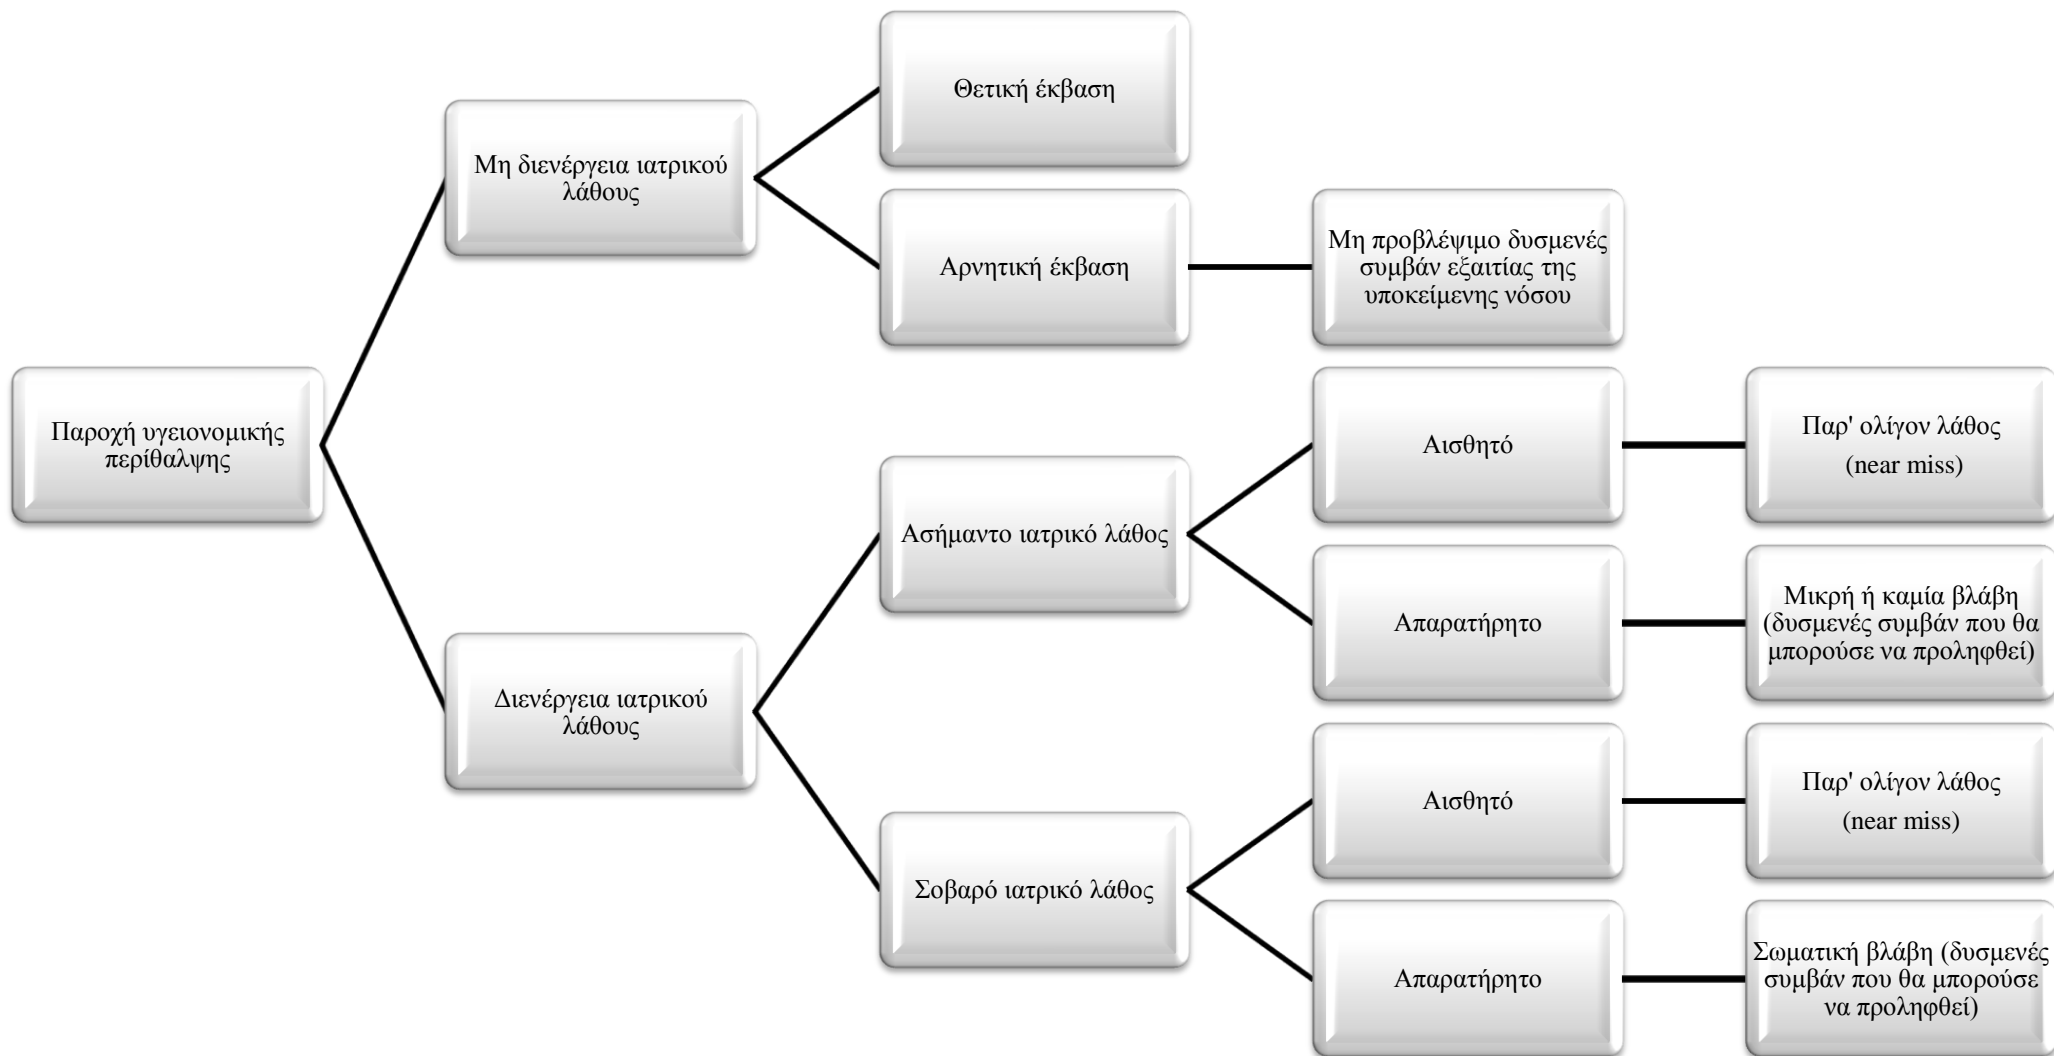 Θετική έκβαση
Μη διενέργεια ιατρικού
λάθους
Αρνητική έκβαση
Μη προβλέψιμο δυσμενές
συμβάν εξαιτίας της
υποκείμενης νόσου
Παροχή υγειονομικής
περίθαλψης
Διενέργεια ιατρικού
λάθους
Ασήμαντο ιατρικό λάθος
Αισθητό
Παρ' ολίγον λάθος
(near miss)
Απαρατήρητο
Μικρή ή καμία βλάβη
(δυσμενές συμβάν που θα
μπορούσε να προληφθεί)
Σοβαρό ιατρικό λάθος
Αισθητό
Παρ' ολίγον λάθος
(near miss)
Απαρατήρητο
Σωματική βλάβη (δυσμενές
συμβάν που θα μπορούσε
να προληφθεί)